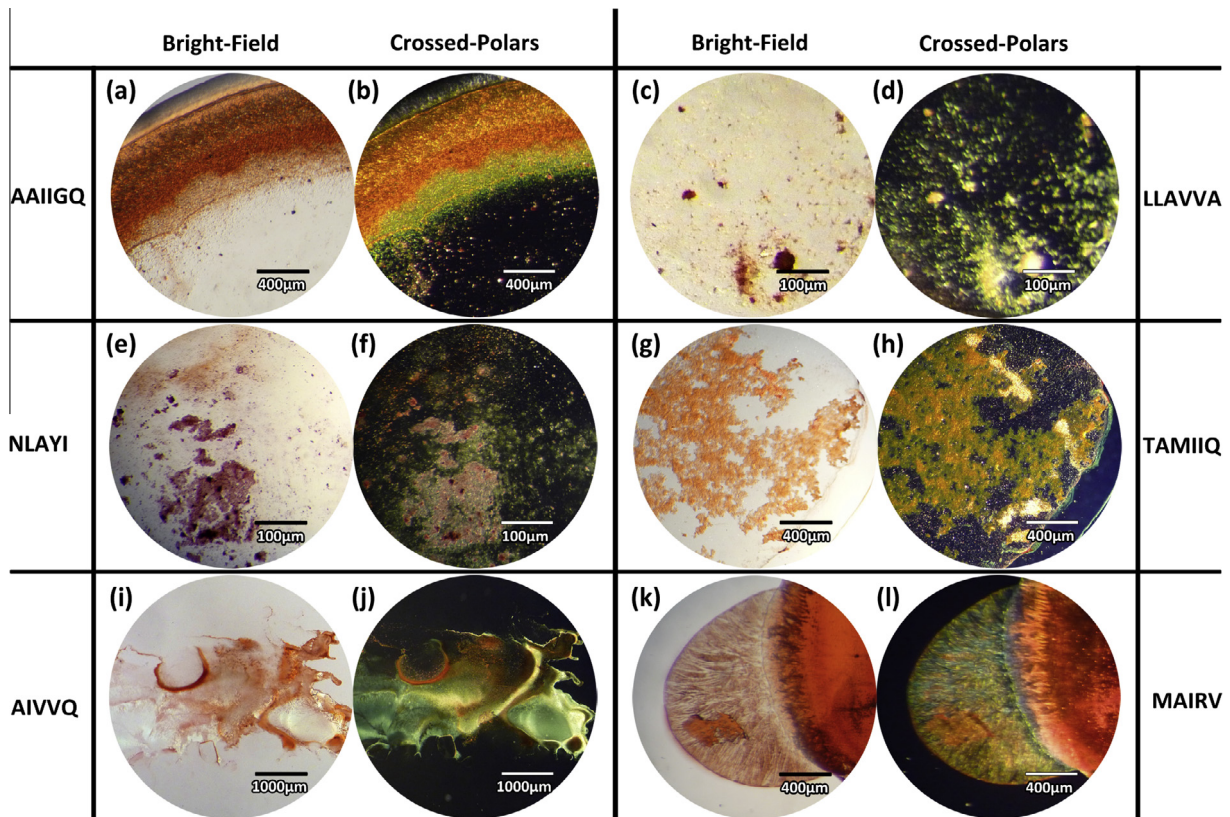 Bright-Field Crossed-Polars Bright-Field Crossed-Polars
(a) (b) (c) (d)
AAIIGQ LLAVVA
400µm 400µm 100µm 100µm
(e) (f) (g) (h)
NLAYI TAMIIQ
100µm 100µm 400µm 400µm
(i) (j) (k) (l)
AIVVQ MAIRV
1000µm 1000µm 400µm 400µm